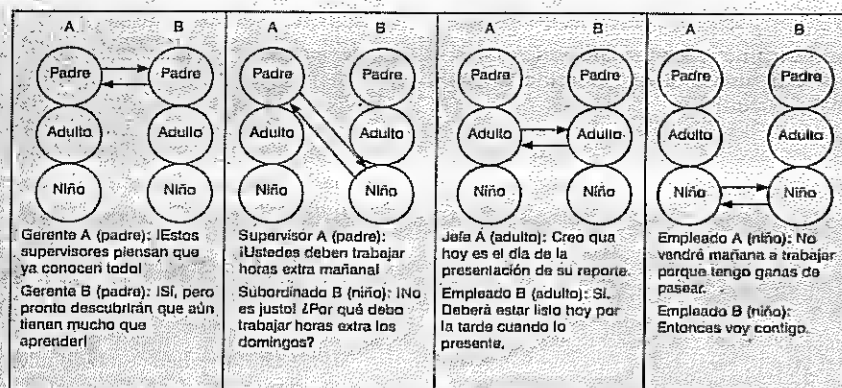 A B
Padre Padre
Adulto Adulto
Niño Niño
Gerente A (padre): ¡Estos
supervisores piensan que
ya conocen todo!
Gerente B (padre): ¡Sí, pero
pronto descubrirán que aún
tienen mucho que
aprender!
A B
Padre Padre
Adulto Adulto
Niño Niño
Supervisor A (padre):
¡Ustedes deben trabajar
horas extra mañana!
Subordinado B (niño): ¡No
es justo! ¿Por qué debo
trabajar horas extra los
domingos?
A B
Padre Padre
Adulto Adulto
Niño Niño
Jefe A (adulto): Creo que
hoy es el día de la
presentación de su reporte.
Empleado B (adulto): Sí.
Deberá estar listo hoy por
la tarde cuando lo
presente.
A B
Padre Padre
Adulto Adulto
Niño Niño
Empleado A (niño): No
vendré mañana a trabajar
porque tengo ganas de
pasear.
Empleado B (niño):
Entonces voy contigo.